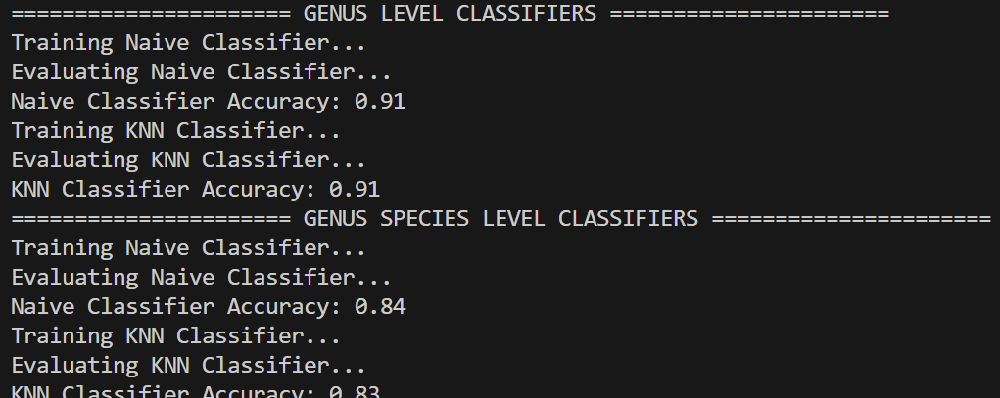 ====================== GENUS LEVEL CLASSIFIERS ======================
Training Naive Classifier...
Evaluating Naive Classifier...
Naive Classifier Accuracy: 0.91
Training KNN Classifier...
Evaluating KNN Classifier...
KNN Classifier Accuracy: 0.91
====================== GENUS SPECIES LEVEL CLASSIFIERS ======================
Training Naive Classifier...
Evaluating Naive Classifier...
Naive Classifier Accuracy: 0.84
Training KNN Classifier...
Evaluating KNN Classifier...
KNN Classifier Accuracy: 0.83